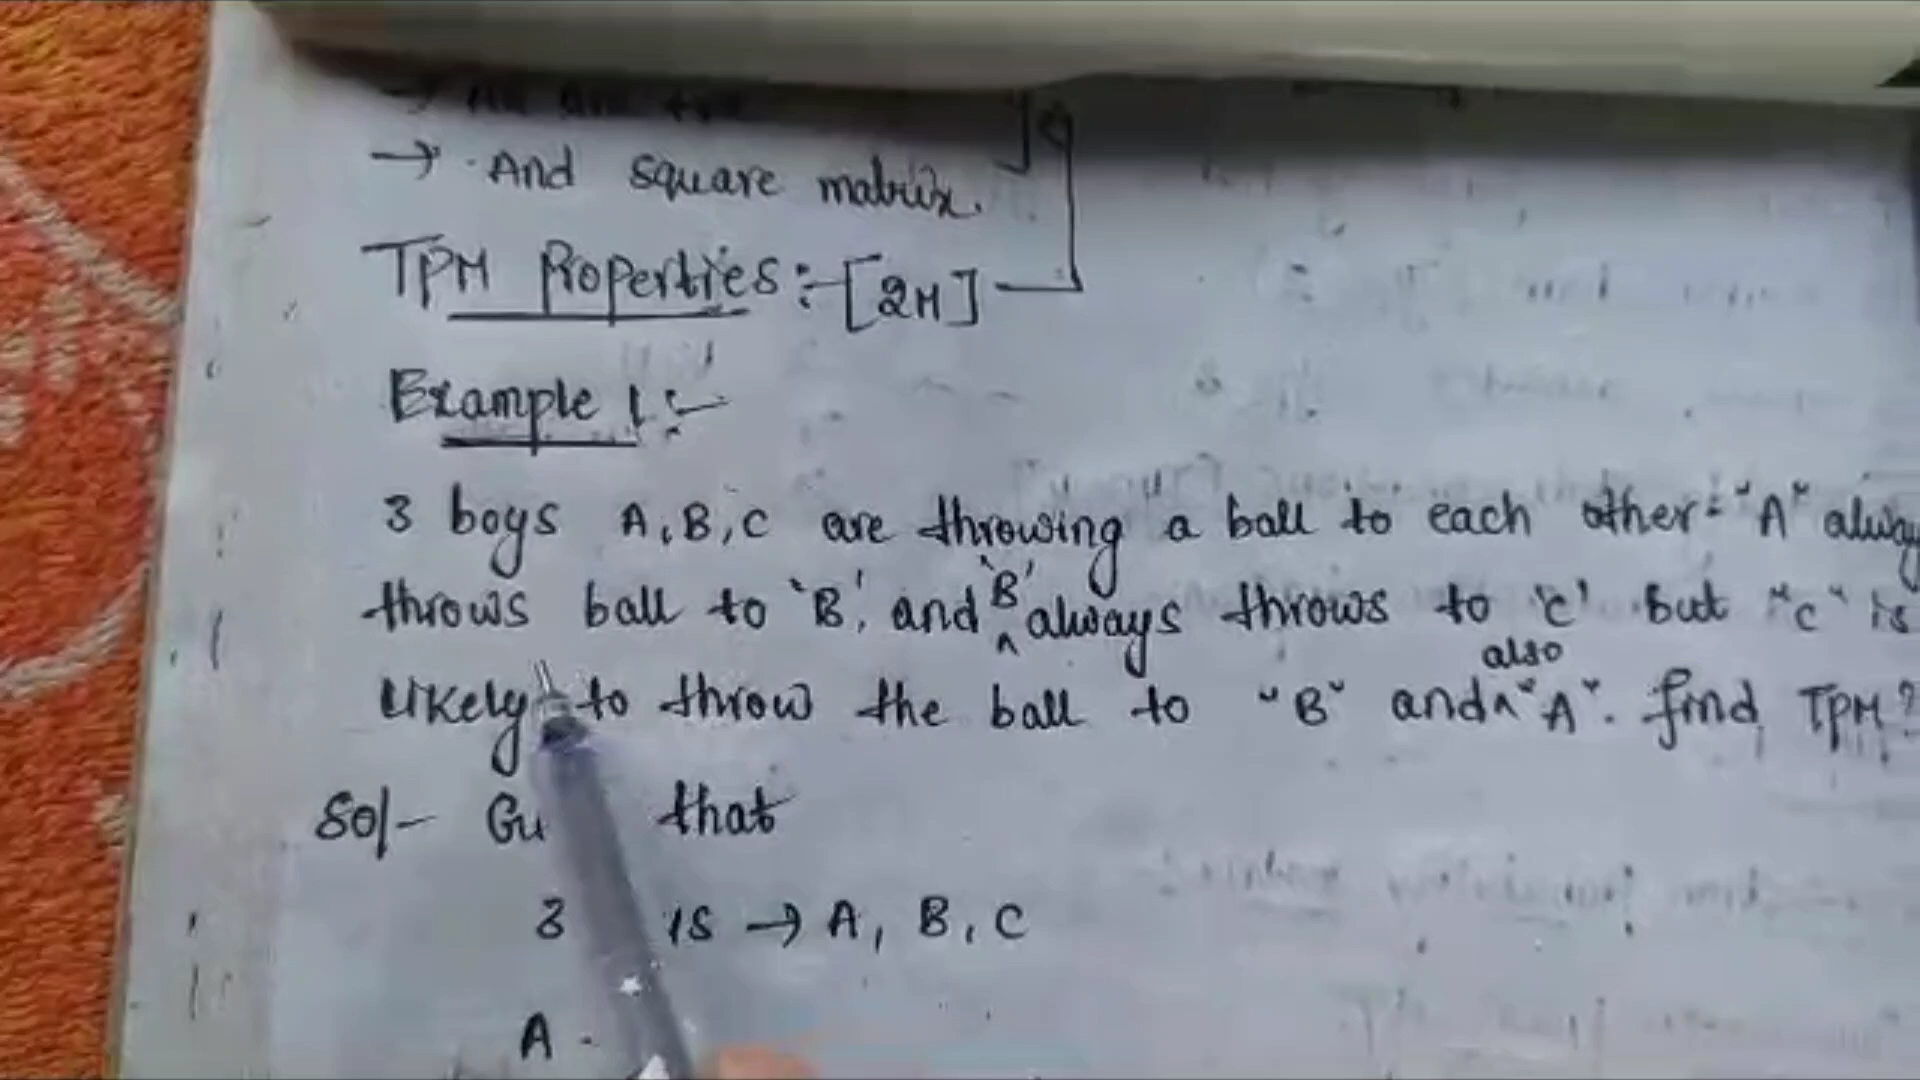 → And square matrix.
TPM Properties :- [2M]
Example 1 :-
3 boys A, B, C are throwing a ball to each other = "A" alway
throws ball to 'B', and 'B' always throws to 'C' but "C" is
likely to throw the ball to "B" and also "A". find TPM?
Sol-  that
3  is → A, B, C
A -